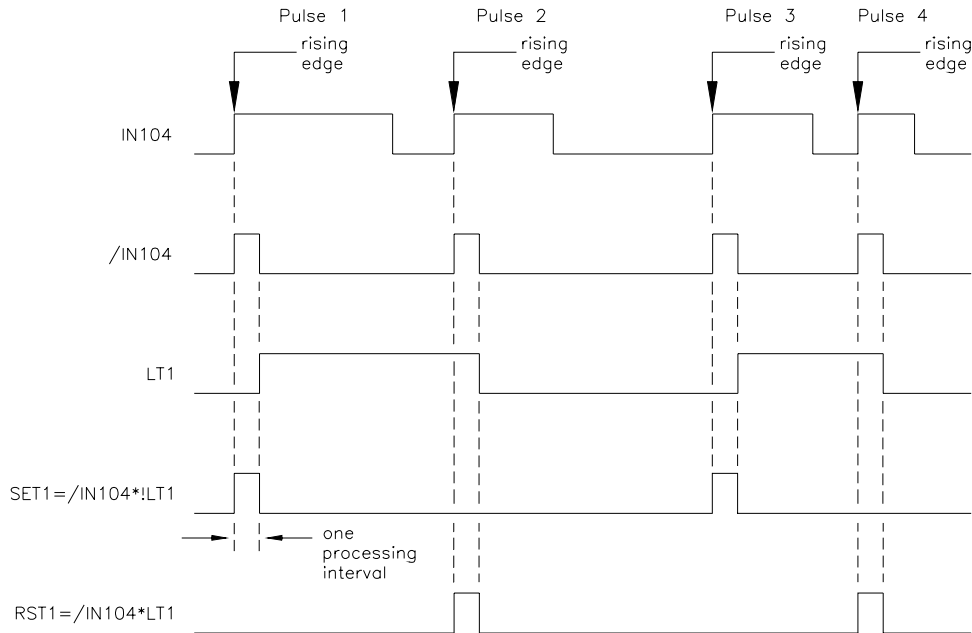 Pulse 1
Pulse 2
Pulse 3
Pulse 4
rising
edge
rising
edge
rising
edge
rising
edge
IN104
/IN104
LT1
SET1=/IN104*!LT1
one
processing
interval
RST1=/IN104*LT1